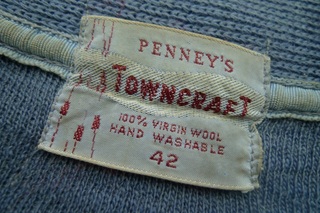 PENNEY'S
TOWNCRAFT
100% VIRGIN WOOL
HAND WASHABLE
42